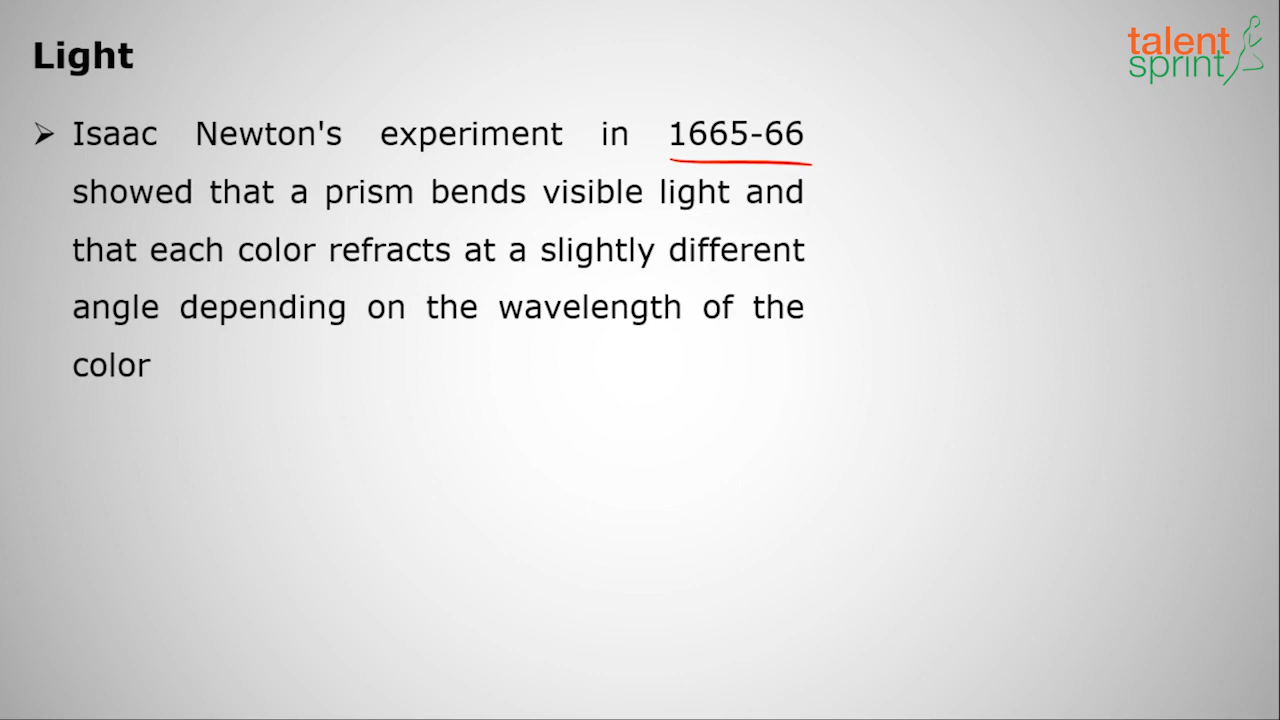 Light
talent
sprint
Isaac Newton's experiment in 1665-66
showed that a prism bends visible light and
that each color refracts at a slightly different
angle depending on the wavelength of the
color